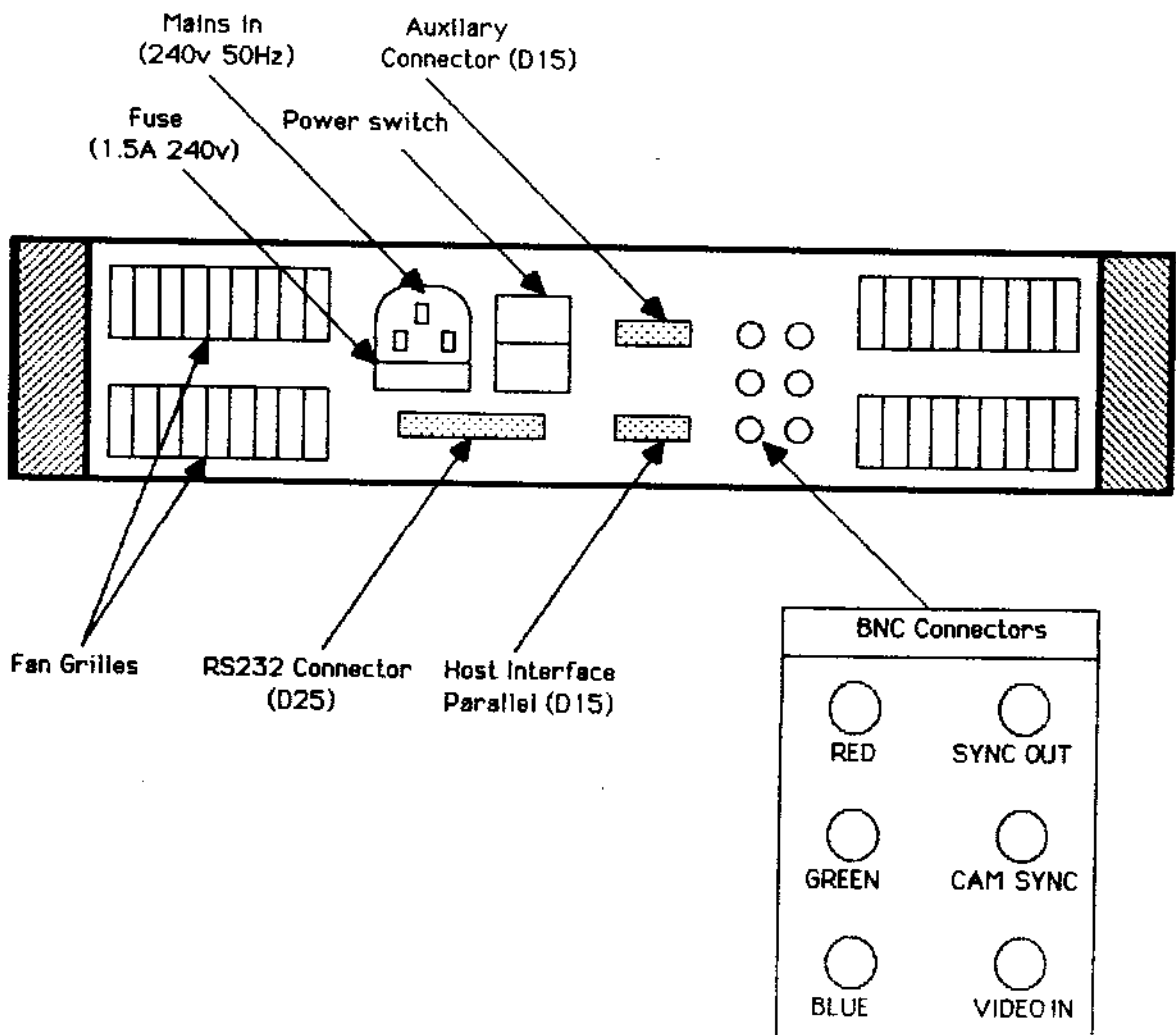 Mains in
(240v 50Hz)
Auxilary
Connector (D15)
Fuse
(1.5A 240v)
Power switch
Fan Grilles
RS232 Connector
(D25)
Host Interface
Parallel (D15)
BNC Connectors
RED
SYNC OUT
GREEN
CAM SYNC
BLUE
VIDEO IN